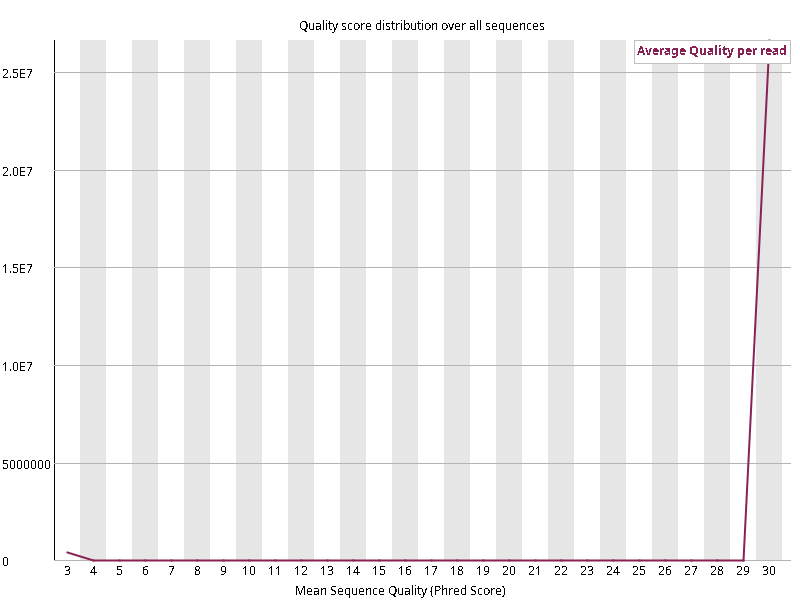 Quality score distribution over all sequences
Average Quality per read
2.5E7
2.0E7
1.5E7
1.0E7
5000000
0
3 4 5 6 7 8 9 10 11 12 13 14 15 16 17 18 19 20 21 22 23 24 25 26 27 28 29 30
Mean Sequence Quality (Phred Score)